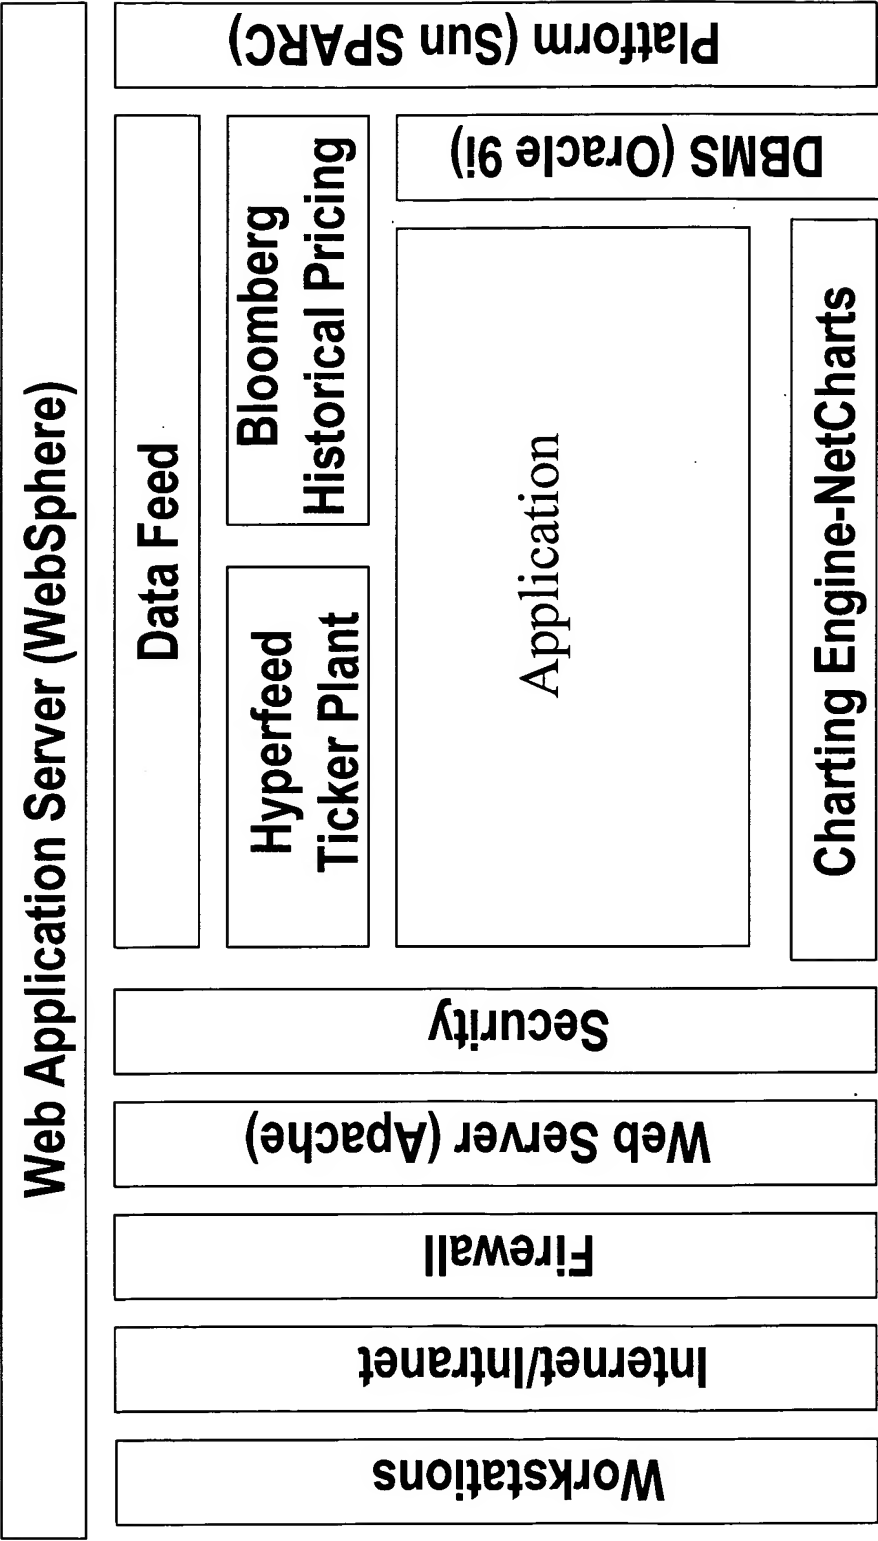 Web Application Server (WebSphere)
Workstations
Internet/Intranet
Firewall
Web Server (Apache)
Security
Data Feed
Hyperfeed
Ticker Plant
Bloomberg
Historical Pricing
Application
Charting Engine-NetCharts
DBMS (Oracle 9i)
Platform (Sun SPARC)